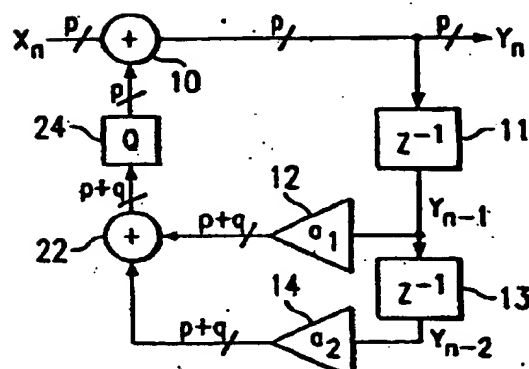 Xn p + p p Yn
10
p
24 Q
z⁻¹ 11
p+q
12
22 + p+q a1 Yn-1
14
z⁻¹ 13
p+q a2 Yn-2